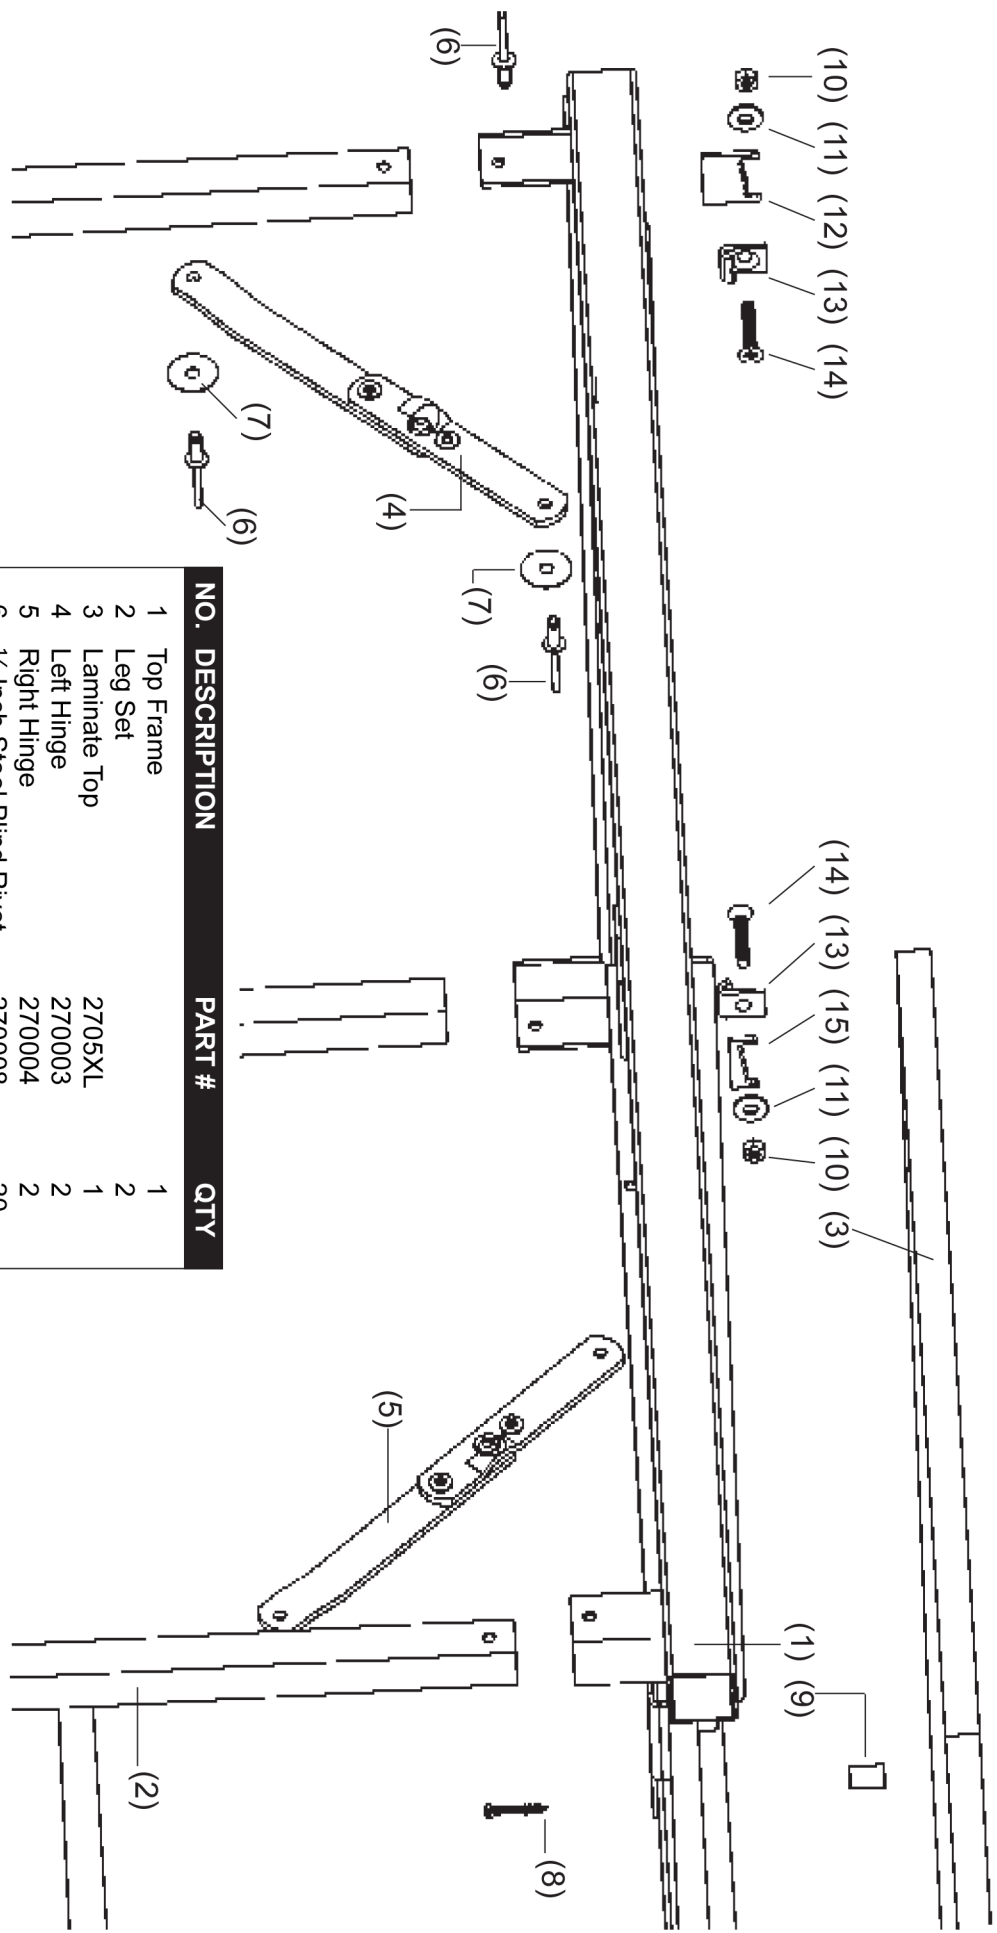 (10) (11) (12) (13) (14)
(14) (13) (15) (11) (10) (3)
(1) (9)
(8)
(6)
(7)
(6)
(4)
(5)
(7)
(6)
(2)
NO. DESCRIPTION PART # QTY
1 Top Frame 1
2 Leg Set 2
3 Laminate Top 2705XL 1
4 Left Hinge 270003 2
5 Right Hinge 270004 2